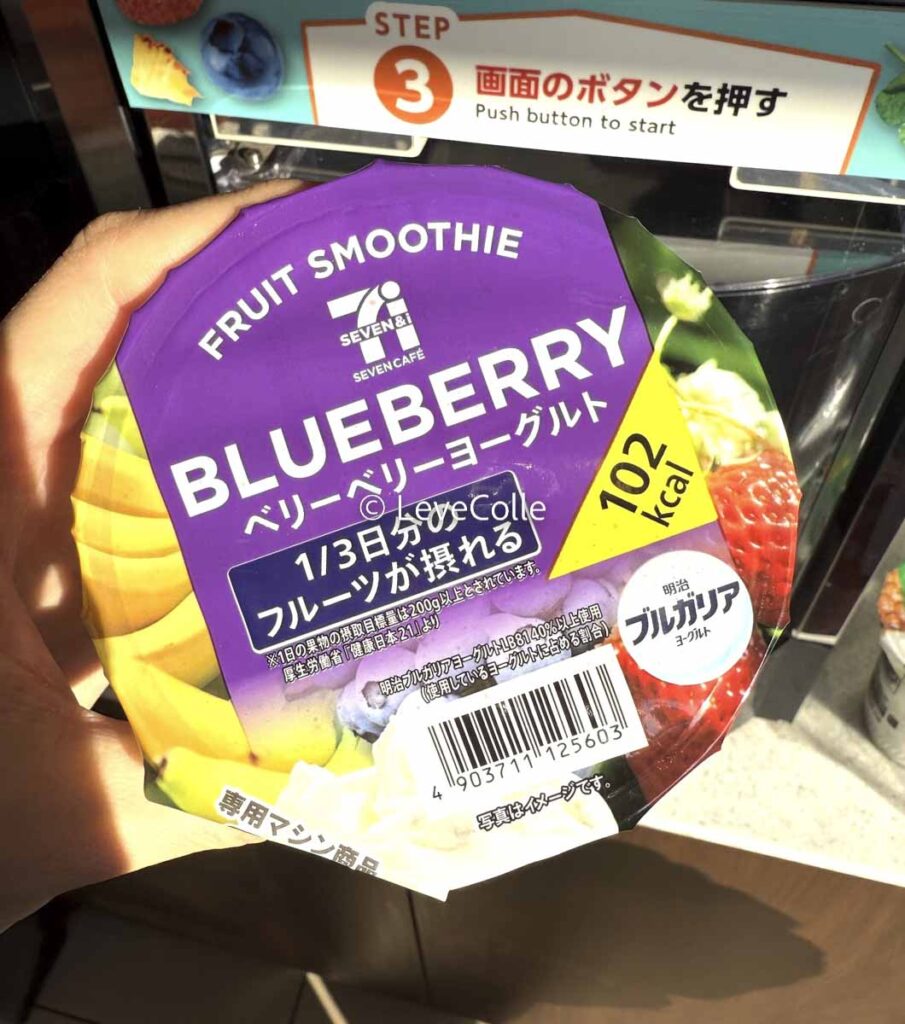 STEP
3
画面のボタンを押す
Push button to start
FRUIT SMOOTHIE
7i
SEVEN&i
SEVEN CAFÉ
BLUEBERRY
ベリーベリーヨーグルト
102
kcal
© LeveColle
1/3日分の
フルーツが摂れる
※1日の果物の摂取目標量は200g以上とされています。
厚生労働省「健康日本21」より
明治
ブルガリア
ヨーグルト
明治ブルガリアヨーグルトLB81 40%以上使用
(使用しているヨーグルトに占める割合)
4 903711 125603
写真はイメージです。
専用マシン商品